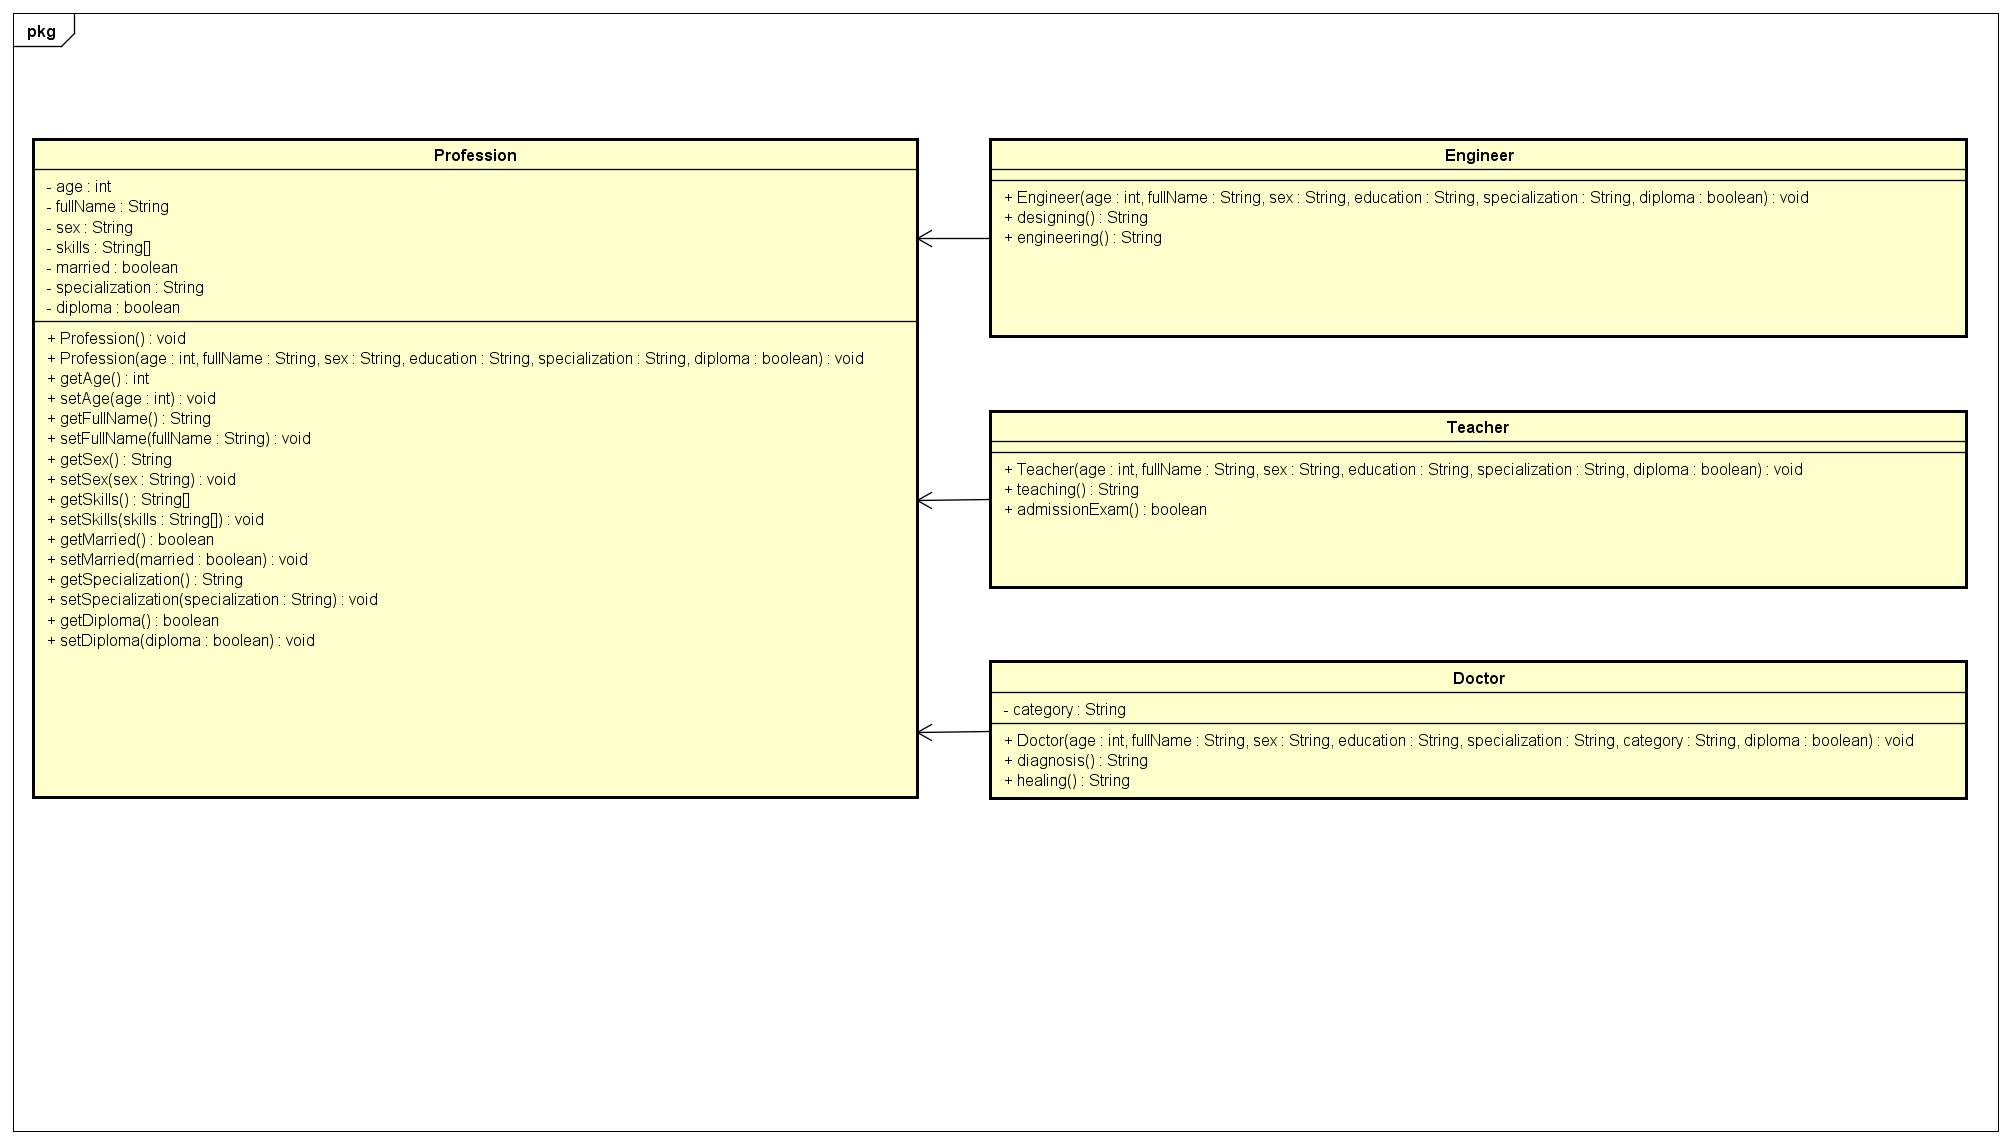 pkg
Profession
- age : int
- fullName : String
- sex : String
- skills : String[]
- married : boolean
- specialization : String
- diploma : boolean
+ Profession() : void
+ Profession(age : int, fullName : String, sex : String, education : String, specialization : String, diploma : boolean) : void
+ getAge() : int
+ setAge(age : int) : void
+ getFullName() : String
+ setFullName(fullName : String) : void
+ getSex() : String
+ setSex(sex : String) : void
+ getSkills() : String[]
+ setSkills(skills : String[]) : void
+ getMarried() : boolean
+ setMarried(married : boolean) : void
+ getSpecialization() : String
+ setSpecialization(specialization : String) : void
+ getDiploma() : boolean
+ setDiploma(diploma : boolean) : void
Engineer
+ Engineer(age : int, fullName : String, sex : String, education : String, specialization : String, diploma : boolean) : void
+ designing() : String
+ engineering() : String
Teacher
+ Teacher(age : int, fullName : String, sex : String, education : String, specialization : String, diploma : boolean) : void
+ teaching() : String
+ admissionExam() : boolean
Doctor
- category : String
+ Doctor(age : int, fullName : String, sex : String, education : String, specialization : String, category : String, diploma : boolean) : void
+ diagnosis() : String
+ healing() : String